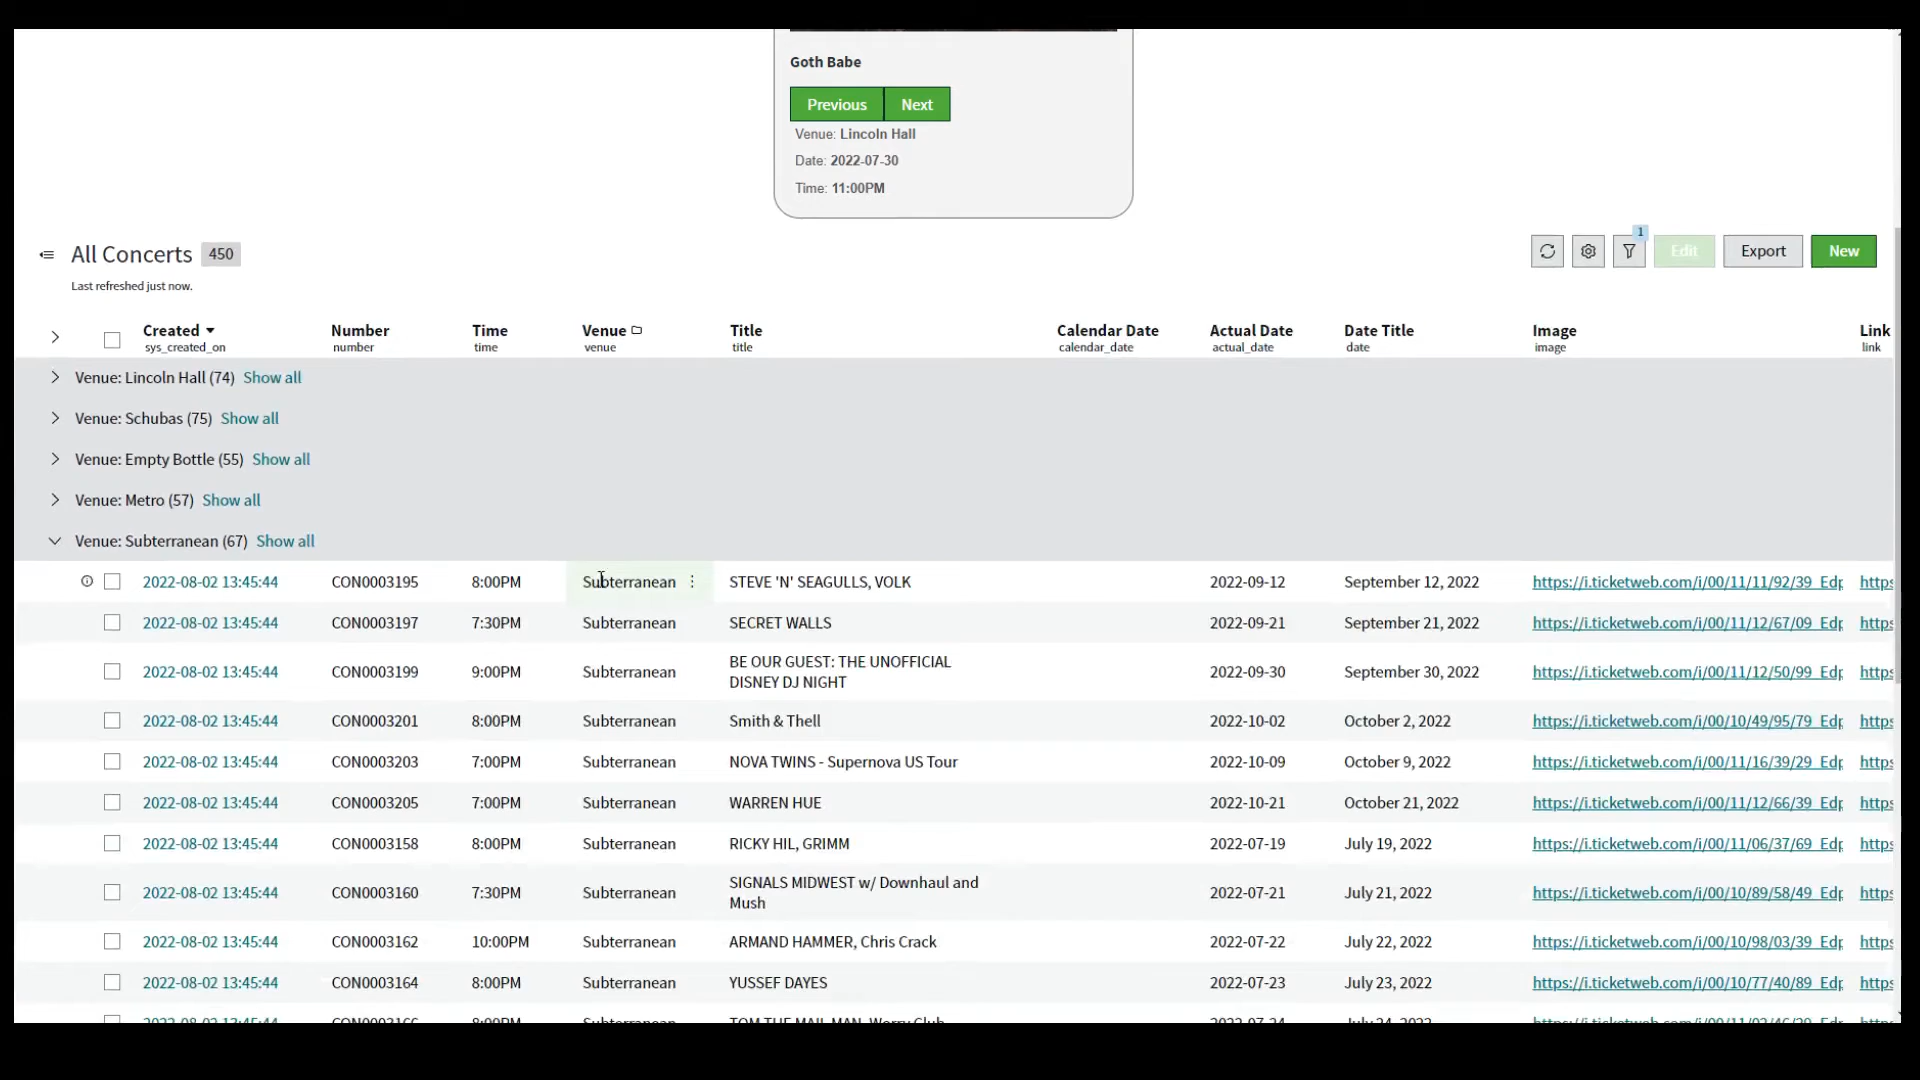 Goth Babe
Previous Next
Venue: Lincoln Hall
Date: 2022-07-30
Time: 11:00PM
All Concerts 450
1
Edit Export New
Last refreshed just now.
Created Number Time Venue Title Calendar Date Actual Date Date Title Image Link
sys_created_on number time venue title calendar_date actual_date date image link
Venue: Lincoln Hall (74) Show all
Venue: Schubas (75) Show all
Venue: Empty Bottle (55) Show all
Venue: Metro (57) Show all
Venue: Subterranean (67) Show all
2022-08-02 13:45:44 CON0003195 8:00PM Subterranean STEVE 'N' SEAGULLS, VOLK 2022-09-12 September 12, 2022 https://i.ticketweb.com/i/00/11/11/92/39_Edp https
2022-08-02 13:45:44 CON0003197 7:30PM Subterranean SECRET WALLS 2022-09-21 September 21, 2022 https://i.ticketweb.com/i/00/11/12/67/09_Edp https
2022-08-02 13:45:44 CON0003199 9:00PM Subterranean BE OUR GUEST: THE UNOFFICIAL 2022-09-30 September 30, 2022 https://i.ticketweb.com/i/00/11/12/50/99_Edp https
DISNEY DJ NIGHT
2022-08-02 13:45:44 CON0003201 8:00PM Subterranean Smith & Thell 2022-10-02 October 2, 2022 https://i.ticketweb.com/i/00/10/49/95/79_Edp https
2022-08-02 13:45:44 CON0003203 7:00PM Subterranean NOVA TWINS - Supernova US Tour 2022-10-09 October 9, 2022 https://i.ticketweb.com/i/00/11/16/39/29_Edp https
2022-08-02 13:45:44 CON0003205 7:00PM Subterranean WARREN HUE 2022-10-21 October 21, 2022 https://i.ticketweb.com/i/00/11/12/66/39_Edp https
2022-08-02 13:45:44 CON0003158 8:00PM Subterranean RICKY HIL, GRIMM 2022-07-19 July 19, 2022 https://i.ticketweb.com/i/00/11/06/37/69_Edp https
2022-08-02 13:45:44 CON0003160 7:30PM Subterranean SIGNALS MIDWEST w/ Downhaul and 2022-07-21 July 21, 2022 https://i.ticketweb.com/i/00/10/89/58/49_Edp https
Mush
2022-08-02 13:45:44 CON0003162 10:00PM Subterranean ARMAND HAMMER, Chris Crack 2022-07-22 July 22, 2022 https://i.ticketweb.com/i/00/10/98/03/39_Edp https
2022-08-02 13:45:44 CON0003164 8:00PM Subterranean YUSSEF DAYES 2022-07-23 July 23, 2022 https://i.ticketweb.com/i/00/10/77/40/89_Edp https